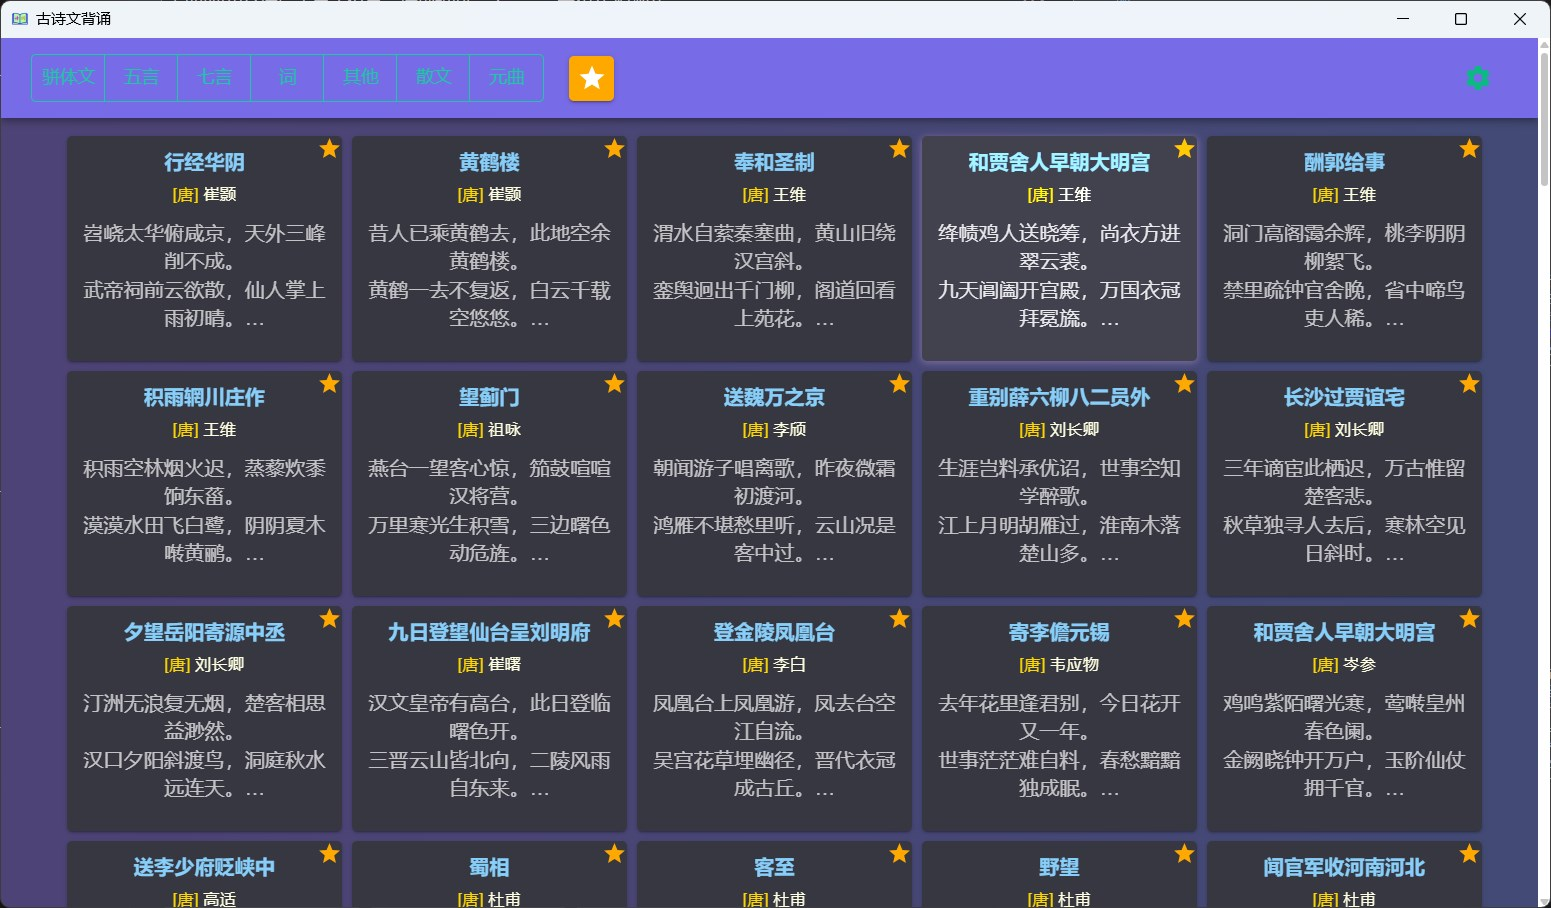 古诗文背诵
骈体文 五言 七言 词 其他 散文 元曲
行经华阴
[唐] 崔颢
岧峣太华俯咸京，天外三峰
削不成。
武帝祠前云欲散，仙人掌上
雨初晴。...
黄鹤楼
[唐] 崔颢
昔人已乘黄鹤去，此地空余
黄鹤楼。
黄鹤一去不复返，白云千载
空悠悠。...
奉和圣制
[唐] 王维
渭水自萦秦塞曲，黄山旧绕
汉宫斜。
銮舆迥出千门柳，阁道回看
上苑花。...
和贾舍人早朝大明宫
[唐] 王维
绛帻鸡人送晓筹，尚衣方进
翠云裘。
九天阊阖开宫殿，万国衣冠
拜冕旒。...
酬郭给事
[唐] 王维
洞门高阁霭余辉，桃李阴阴
柳絮飞。
禁里疏钟官舍晚，省中啼鸟
吏人稀。...
积雨辋川庄作
[唐] 王维
积雨空林烟火迟，蒸藜炊黍
饷东菑。
漠漠水田飞白鹭，阴阴夏木
啭黄鹂。...
望蓟门
[唐] 祖咏
燕台一望客心惊，笳鼓喧喧
汉将营。
万里寒光生积雪，三边曙色
动危旌。...
送魏万之京
[唐] 李颀
朝闻游子唱离歌，昨夜微霜
初渡河。
鸿雁不堪愁里听，云山况是
客中过。...
重别薛六柳八二员外
[唐] 刘长卿
生涯岂料承优诏，世事空知
学醉歌。
江上月明胡雁过，淮南木落
楚山多。...
长沙过贾谊宅
[唐] 刘长卿
三年谪宦此栖迟，万古惟留
楚客悲。
秋草独寻人去后，寒林空见
日斜时。...
夕望岳阳寄源中丞
[唐] 刘长卿
汀洲无浪复无烟，楚客相思
益渺然。
汉口夕阳斜渡鸟，洞庭秋水
远连天。...
九日登望仙台呈刘明府
[唐] 崔曙
汉文皇帝有高台，此日登临
曙色开。
三晋云山皆北向，二陵风雨
自东来。...
登金陵凤凰台
[唐] 李白
凤凰台上凤凰游，凤去台空
江自流。
吴宫花草埋幽径，晋代衣冠
成古丘。...
寄李儋元锡
[唐] 韦应物
去年花里逢君别，今日花开
又一年。
世事茫茫难自料，春愁黯黯
独成眠。...
和贾舍人早朝大明宫
[唐] 岑参
鸡鸣紫陌曙光寒，莺啭皇州
春色阑。
金阙晓钟开万户，玉阶仙仗
拥千官。...
送李少府贬峡中
[唐] 高适
蜀相
[唐] 杜甫
客至
[唐] 杜甫
野望
[唐] 杜甫
闻官军收河南河北
[唐] 杜甫